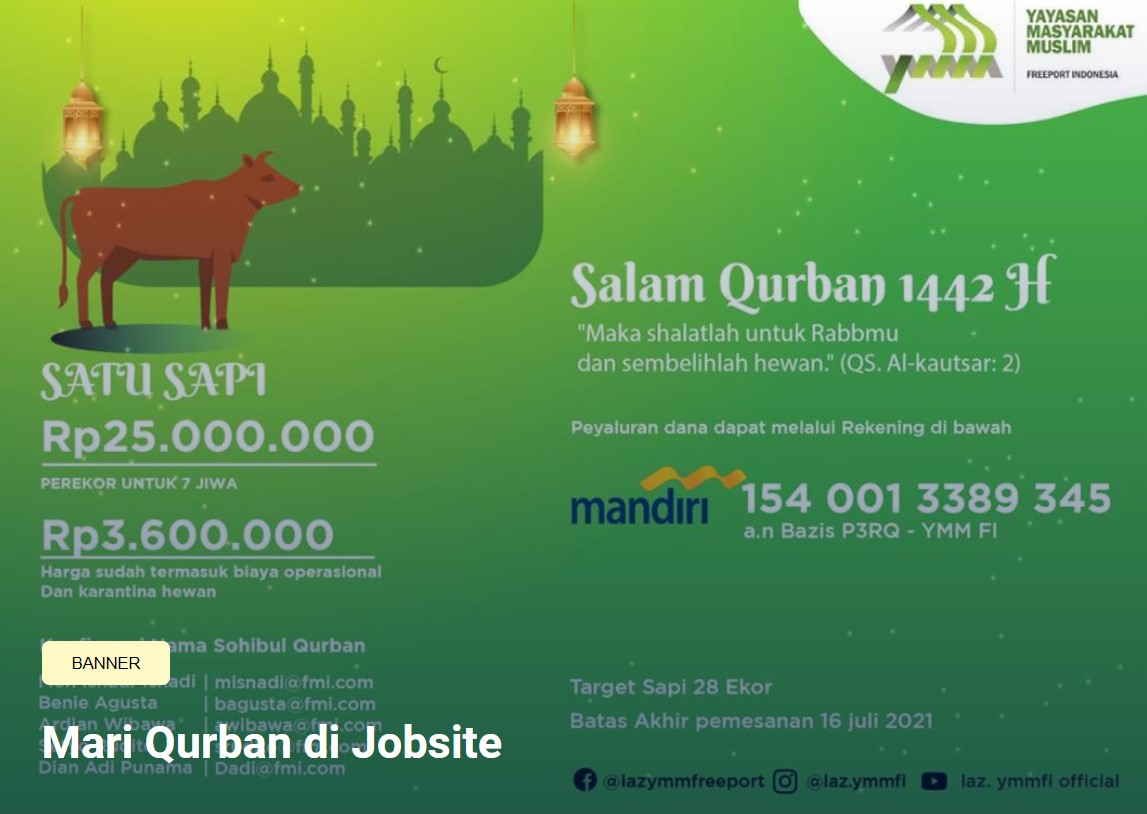 YAYASAN
MASYARAKAT
MUSLIM
FREEPORT INDONESIA
ymm
Salam Qurban 1442 H
"Maka shalatlah untuk Rabbmu
dan sembelihlah hewan." (QS. Al-kautsar: 2)
SATU SAPI
Rp25.000.000
PEREKOR UNTUK 7 JIWA
Rp3.600.000
Harga sudah termasuk biaya operasional
Dan karantina hewan
Peyaluran dana dapat melalui Rekening di bawah
mandiri
154 001 3389 345
a.n Bazis P3RQ - YMM FI
Nama Sohibul Qurban
BANNER
| misnadi@fmi.com
Benie Agusta | bagusta@fmi.com
Ardian Wibawa | awibawa@fmi.com
Mari Qurban di Jobsite
Dian Adi Punama | Dadi@fmi.com
Target Sapi 28 Ekor
Batas Akhir pemesanan 16 juli 2021
@lazymmfreeport @laz.ymmfi laz. ymmfi official